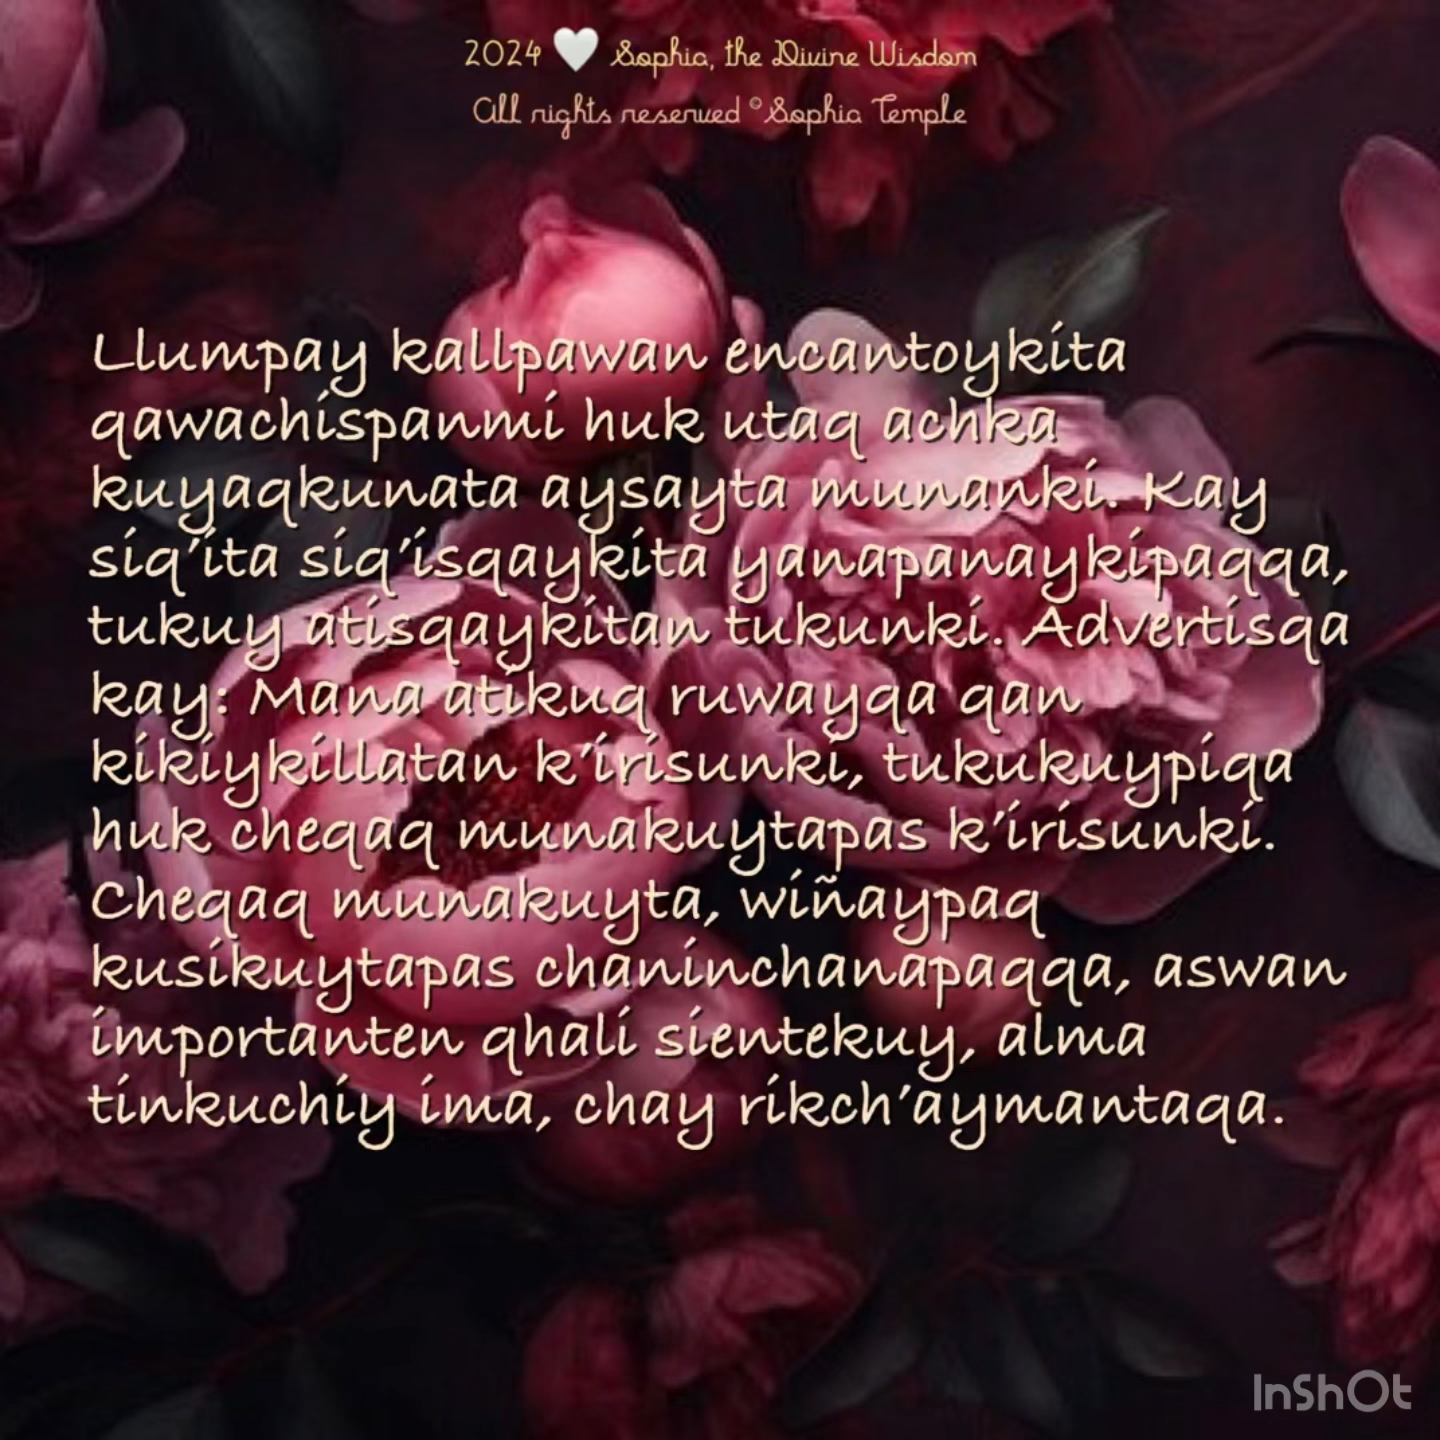 2024 🤍 Sophia, the Divine Wisdom
All rights reserved © Sophia Temple
Llumpay kallpawan encantoykita
qawachispanmi huk utaq achka
kuyaqkunata aysayta munanki. Kay
siq'ita siq'isqaykita yanapanaykipaqqa,
tukuy atisqaykitan tukunki. Advertisqa
kay: Mana atikuq ruwayqa qan
kikiykillatan k'irisunki, tukukuypiqa
huk cheqaq munakuytapas k'irisunki.
Cheqaq munakuyta, wiñaypaq
kusikuytapas chaninchanapaqqa, aswan
importanten qhali sientekuy, alma
tinkuchiy ima, chay rikch'aymantaqa.
InShOt